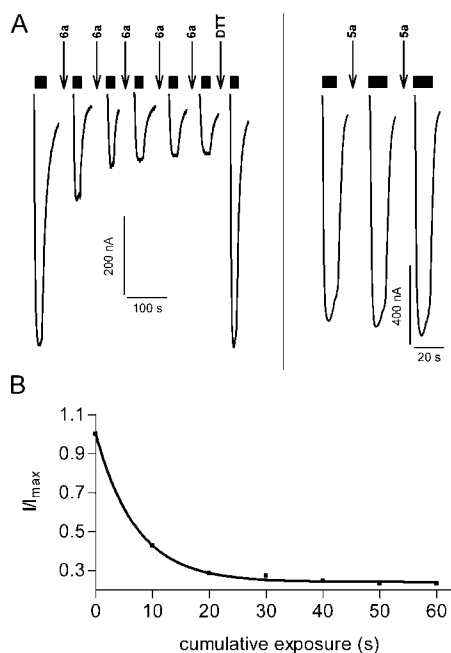 A
6a 6a 6a 6a 6a DTT
5a 5a
200 nA
100 s
400 nA
20 s
B
1.1
0.9
0.7
0.5
0.3
I/Imax
0 10 20 30 40 50 60
cumulative exposure (s)